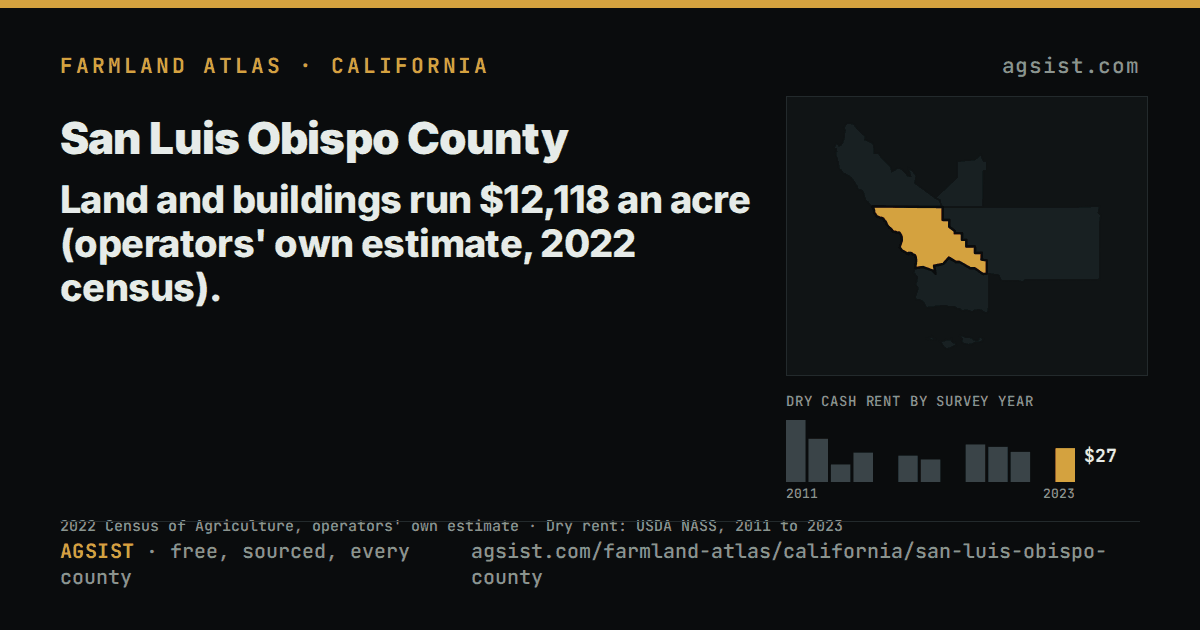 FARMLAND ATLAS · CALIFORNIA
agsist.com
San Luis Obispo County
Land and buildings run $12,118 an acre
(operators' own estimate, 2022
census).
DRY CASH RENT BY SURVEY YEAR
$27
2011
2023
2022 Census of Agriculture, operators' own estimate · Dry rent: USDA NASS, 2011 to 2023
AGSIST · free, sourced, every
county
agsist.com/farmland-atlas/california/san-luis-obispo-
county